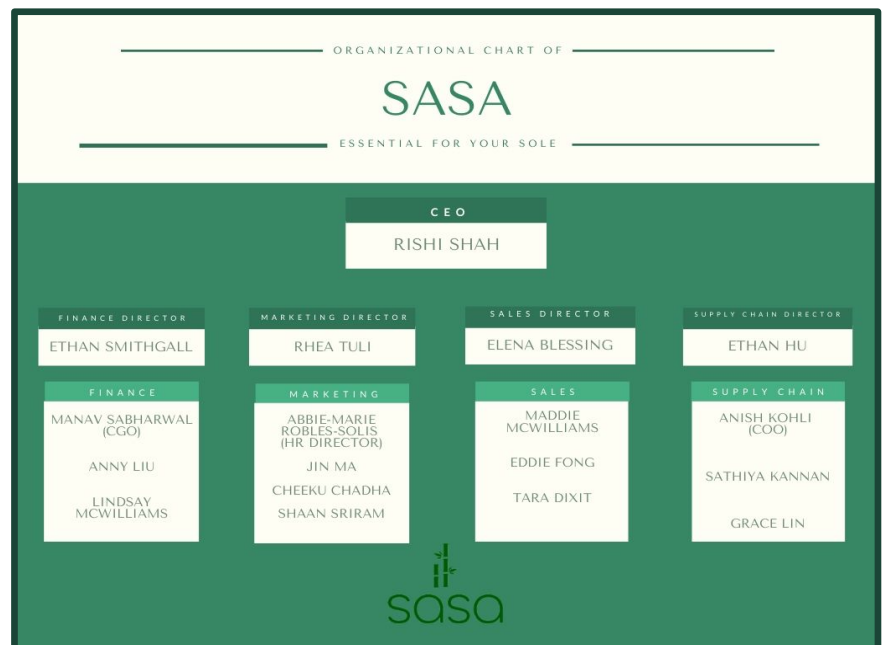 ORGANIZATIONAL CHART OF
SASA
ESSENTIAL FOR YOUR SOLE
CEO
RISHI SHAH
FINANCE DIRECTOR
ETHAN SMITHGALL
MARKETING DIRECTOR
RHEA TULI
SALES DIRECTOR
ELENA BLESSING
SUPPLY CHAIN DIRECTOR
ETHAN HU
FINANCE
MANAV SABHARWAL
(CGO)
ANNY LIU
LINDSAY
MCWILLIAMS
MARKETING
ABBIE-MARIE
ROBLES-SOLIS
(HR DIRECTOR)
JIN MA
CHEEKU CHADHA
SHAAN SRIRAM
SALES
MADDIE
MCWILLIAMS
EDDIE FONG
TARA DIXIT
SUPPLY CHAIN
ANISH KOHLI
(COO)
SATHIYA KANNAN
GRACE LIN
sasa